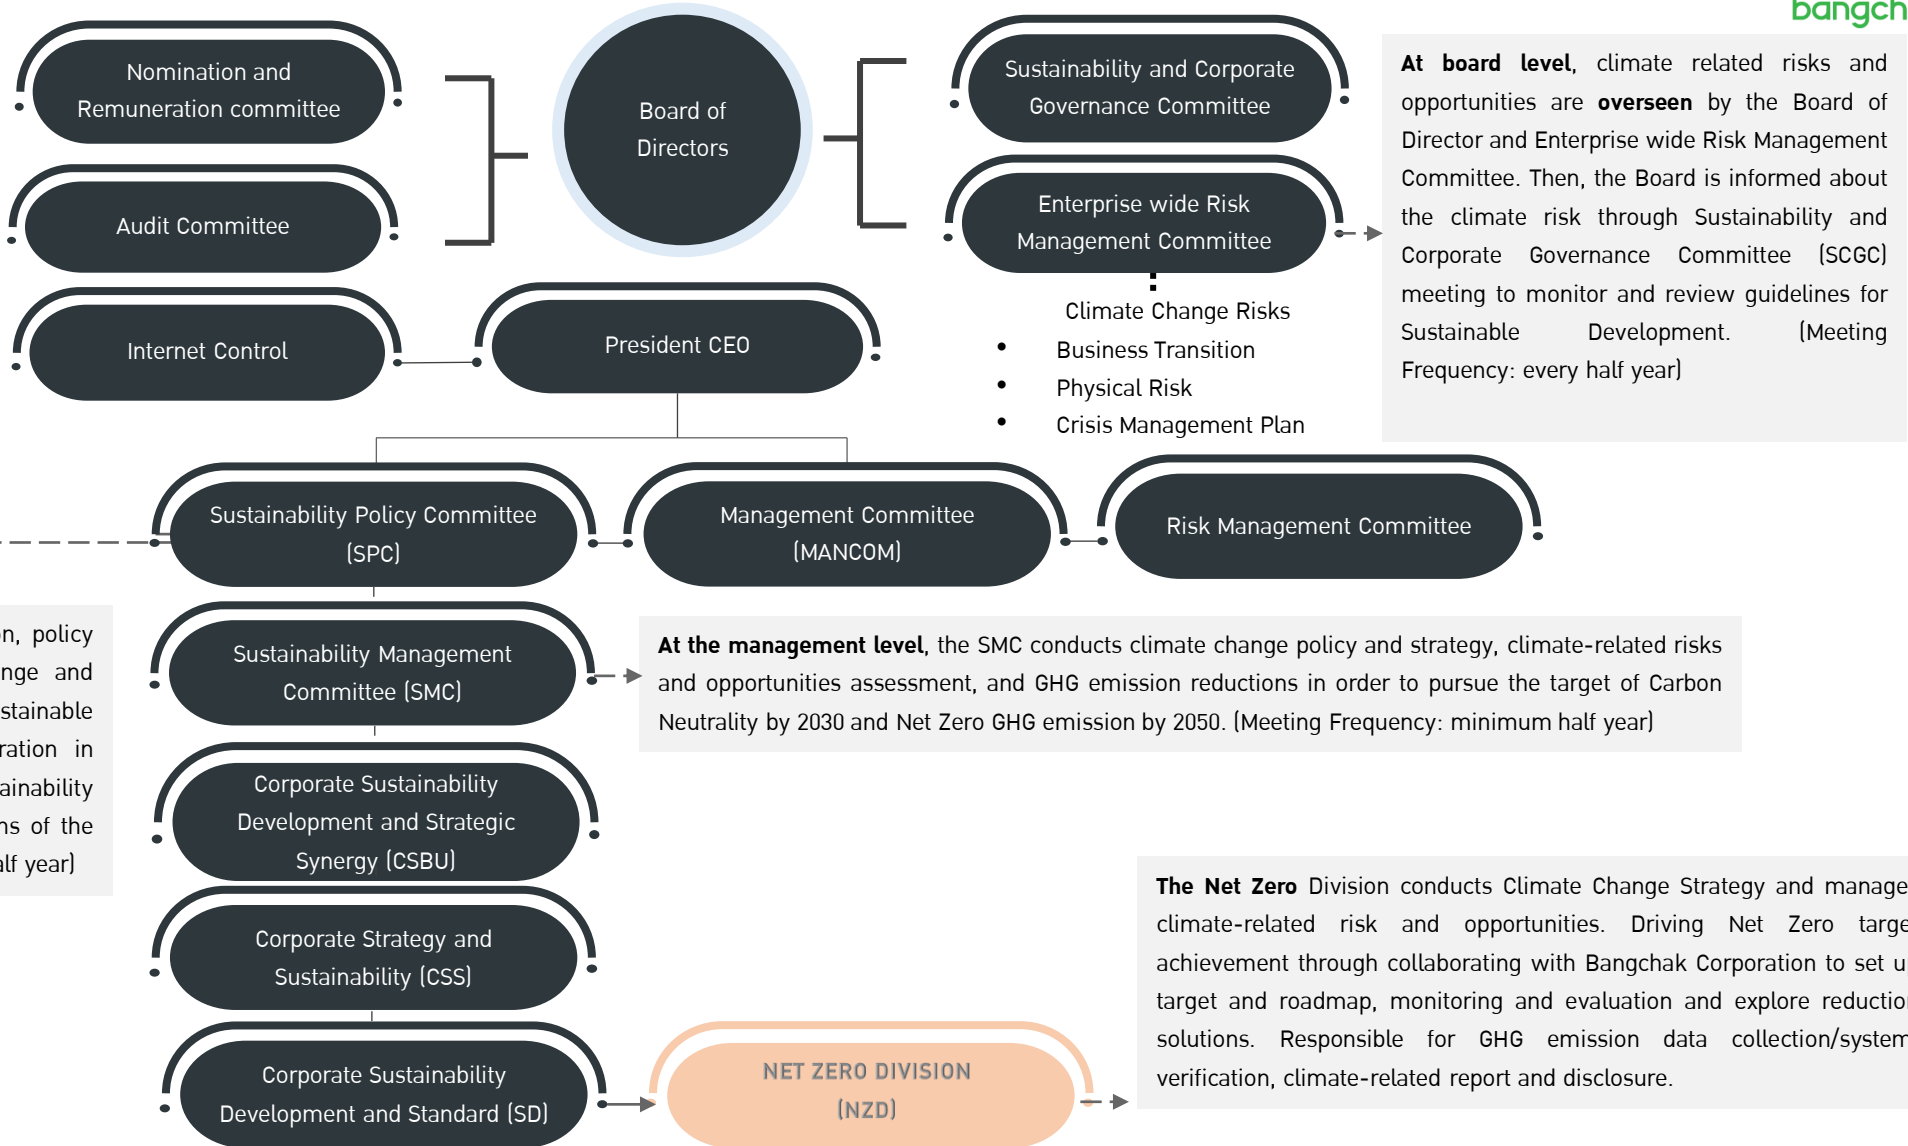 bangch
Nomination and
Remuneration committee
Board of
Directors
Sustainability and Corporate
Governance Committee
At board level, climate related risks and
opportunities are overseen by the Board of
Director and Enterprise wide Risk Management
Committee. Then, the Board is informed about
the climate risk through Sustainability and
Corporate Governance Committee (SCGC)
meeting to monitor and review guidelines for
Sustainable Development. (Meeting
Frequency: every half year)
Audit Committee
Enterprise wide Risk
Management Committee
Internet Control
President CEO
Climate Change Risks
• Business Transition
• Physical Risk
• Crisis Management Plan
Sustainability Policy Committee
(SPC)
Management Committee
(MANCOM)
Risk Management Committee
n, policy
nge and
stainable
ration in
ainability
ns of the
alf year)
Sustainability Management
Committee (SMC)
At the management level, the SMC conducts climate change policy and strategy, climate-related risks
and opportunities assessment, and GHG emission reductions in order to pursue the target of Carbon
Neutrality by 2030 and Net Zero GHG emission by 2050. (Meeting Frequency: minimum half year)
Corporate Sustainability
Development and Strategic
Synergy (CSBU)
Corporate Strategy and
Sustainability (CSS)
Corporate Sustainability
Development and Standard (SD)
NET ZERO DIVISION
(NZD)
The Net Zero Division conducts Climate Change Strategy and manage
climate-related risk and opportunities. Driving Net Zero targe
achievement through collaborating with Bangchak Corporation to set u
target and roadmap, monitoring and evaluation and explore reduction
solutions. Responsible for GHG emission data collection/system
verification, climate-related report and disclosure.